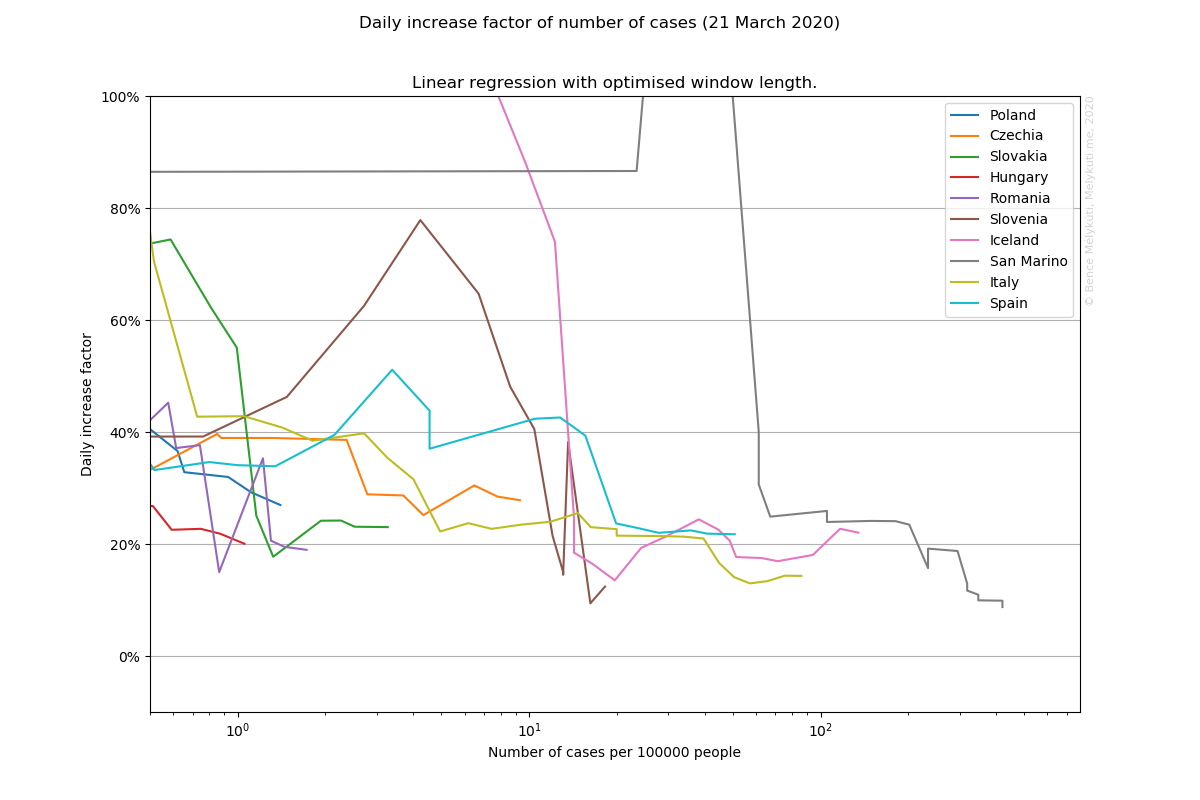 Daily increase factor of number of cases (21 March 2020)
Linear regression with optimised window length.
100%
80%
60%
40%
20%
0%
Daily increase factor
10⁰
10¹
10²
Number of cases per 100000 people
Poland
Czechia
Slovakia
Hungary
Romania
Slovenia
Iceland
San Marino
Italy
Spain
© Bence Mélykúti, Melykuti.me, 2020